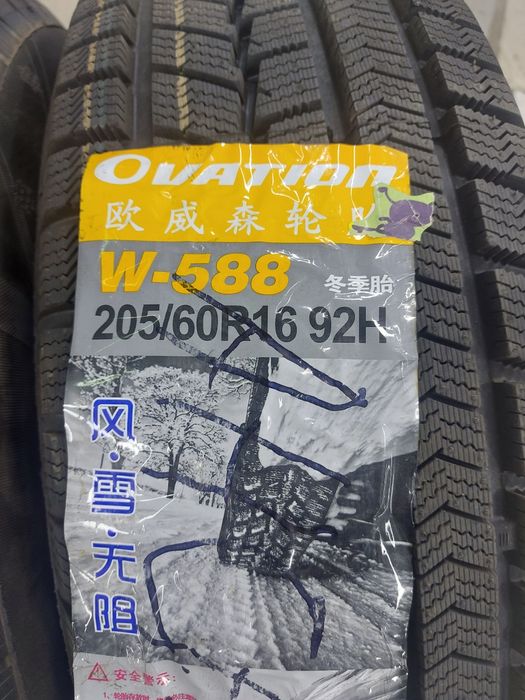 OVATION
欧威森轮
W-588
冬季胎
205/60R16 92H
风·雪·无阻
安全警示: